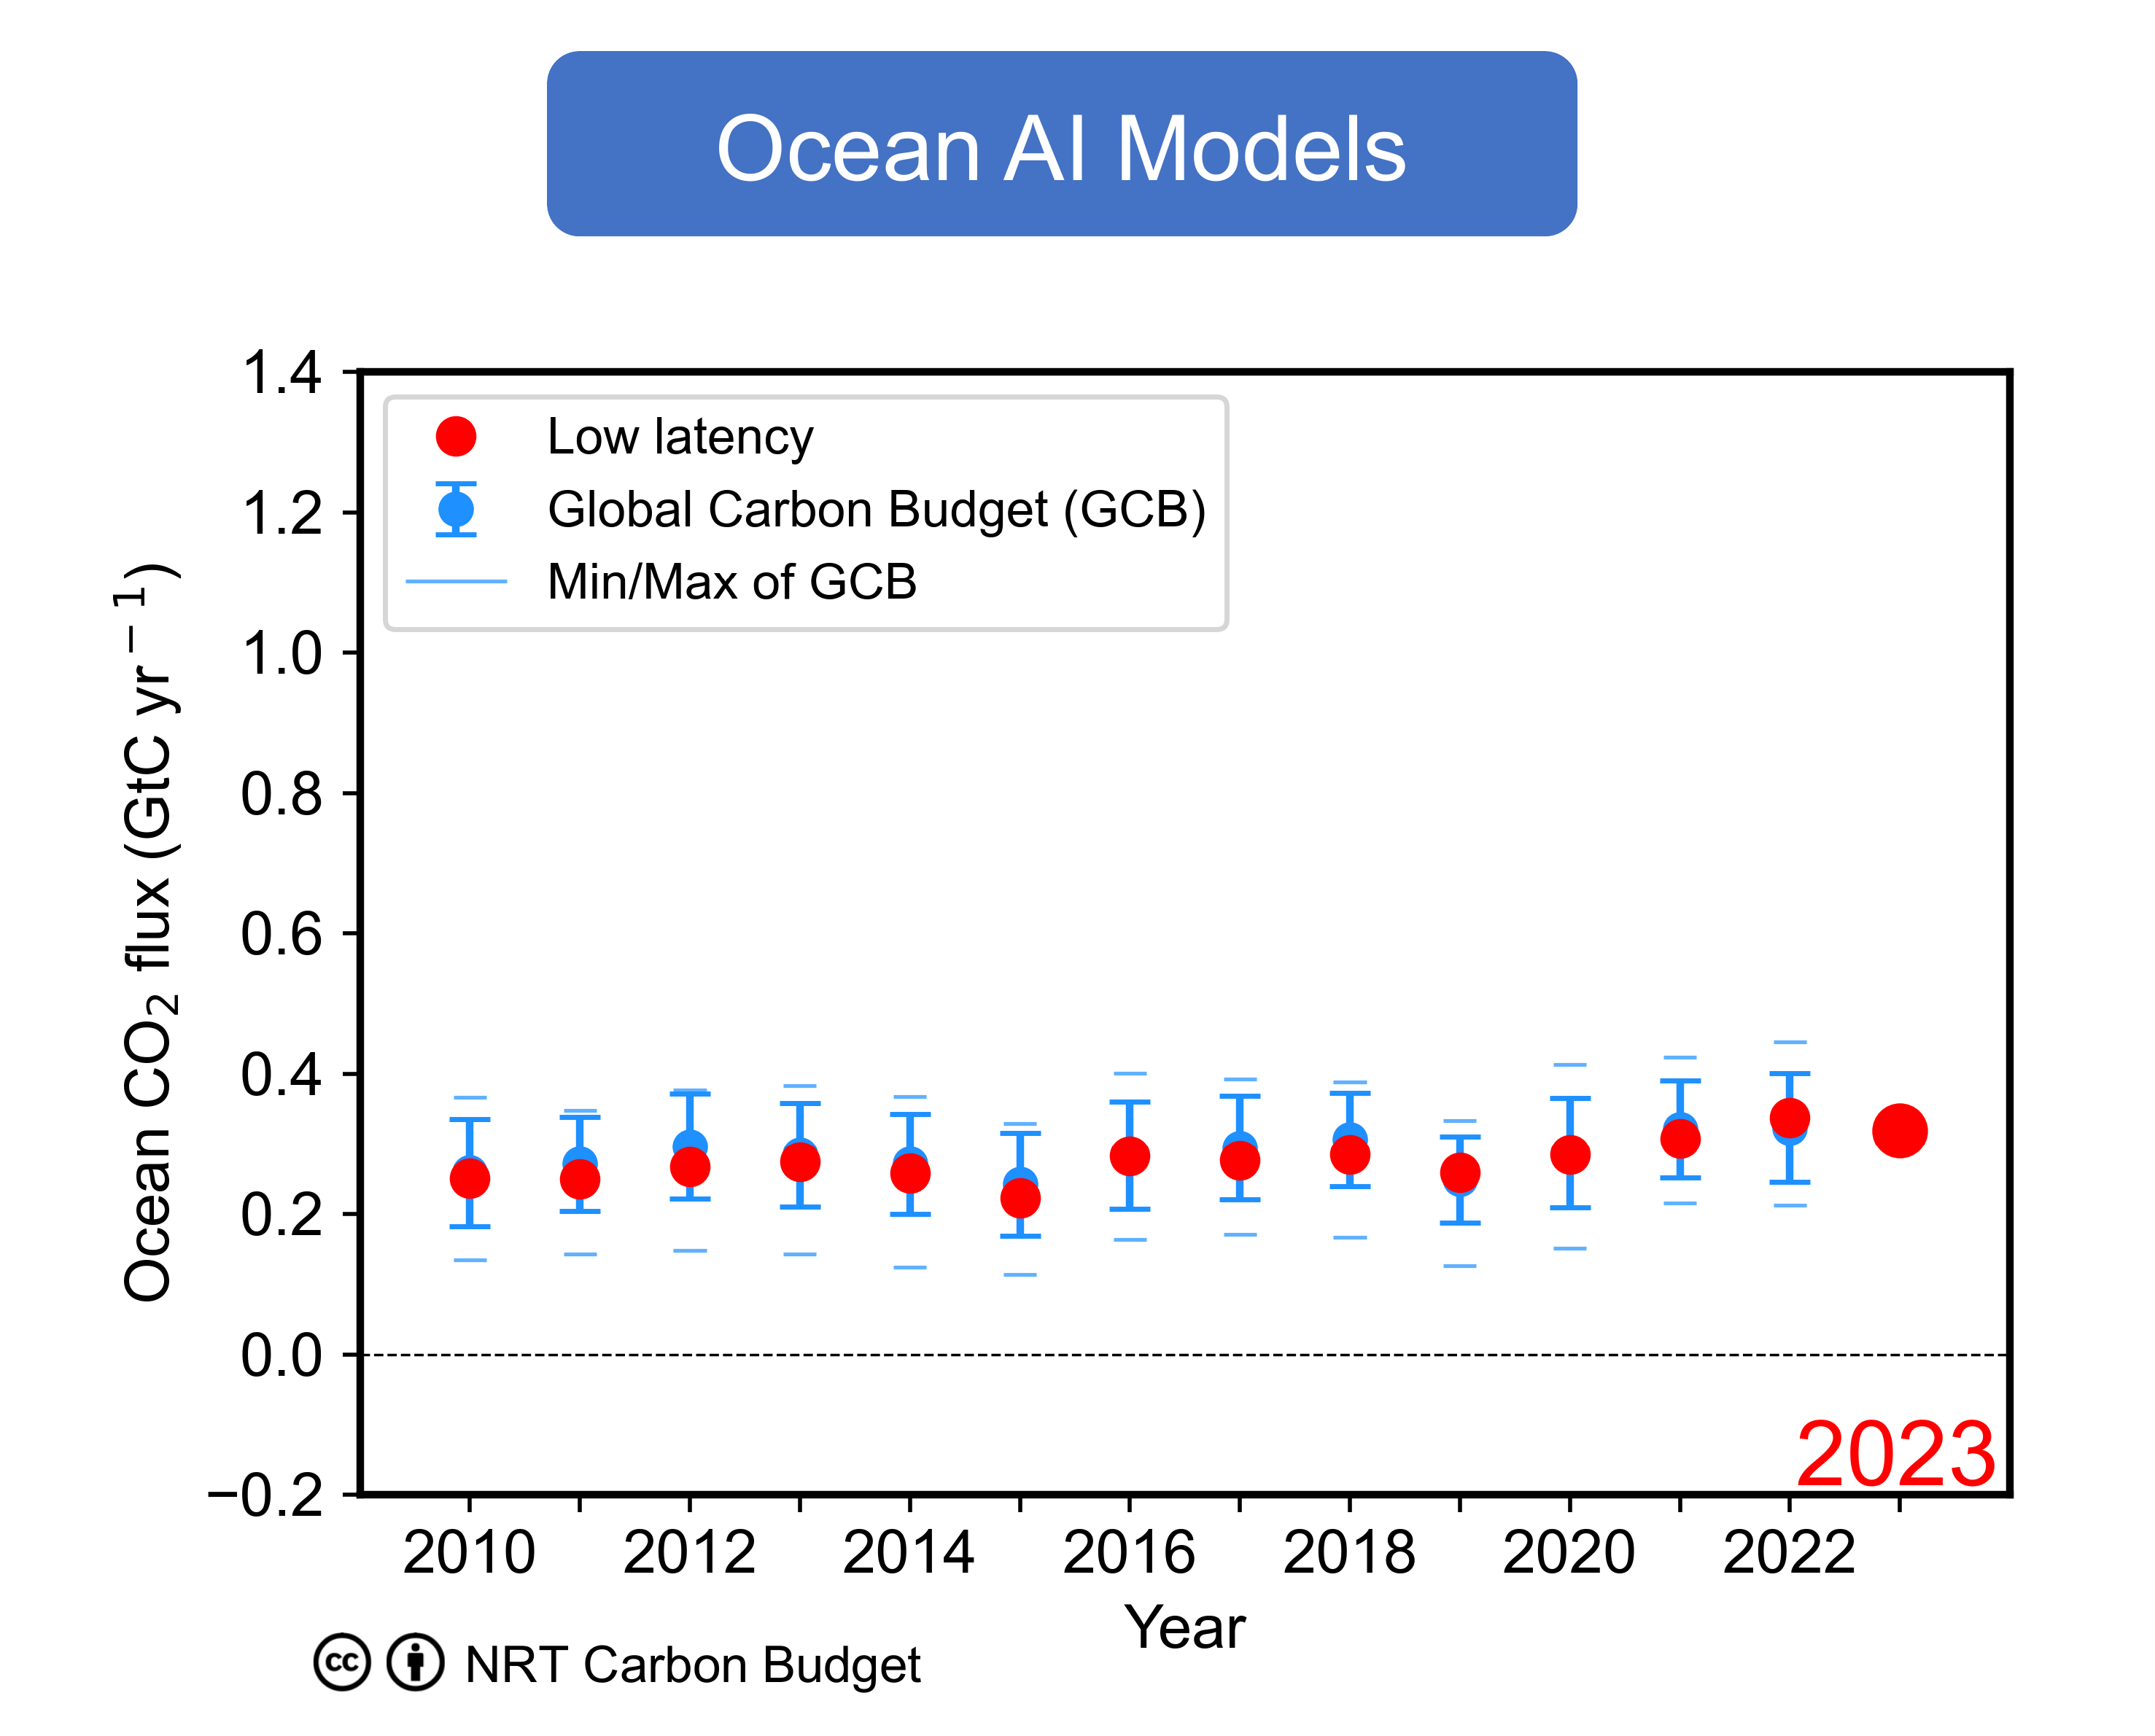 Ocean AI Models
1.4
1.2
1.0
0.8
0.6
0.4
0.2
0.0
−0.2
Ocean CO₂ flux (GtC yr⁻¹)
Low latency
Global Carbon Budget (GCB)
Min/Max of GCB
2023
2010 2012 2014 2016 2018 2020 2022
Year
cc NRT Carbon Budget